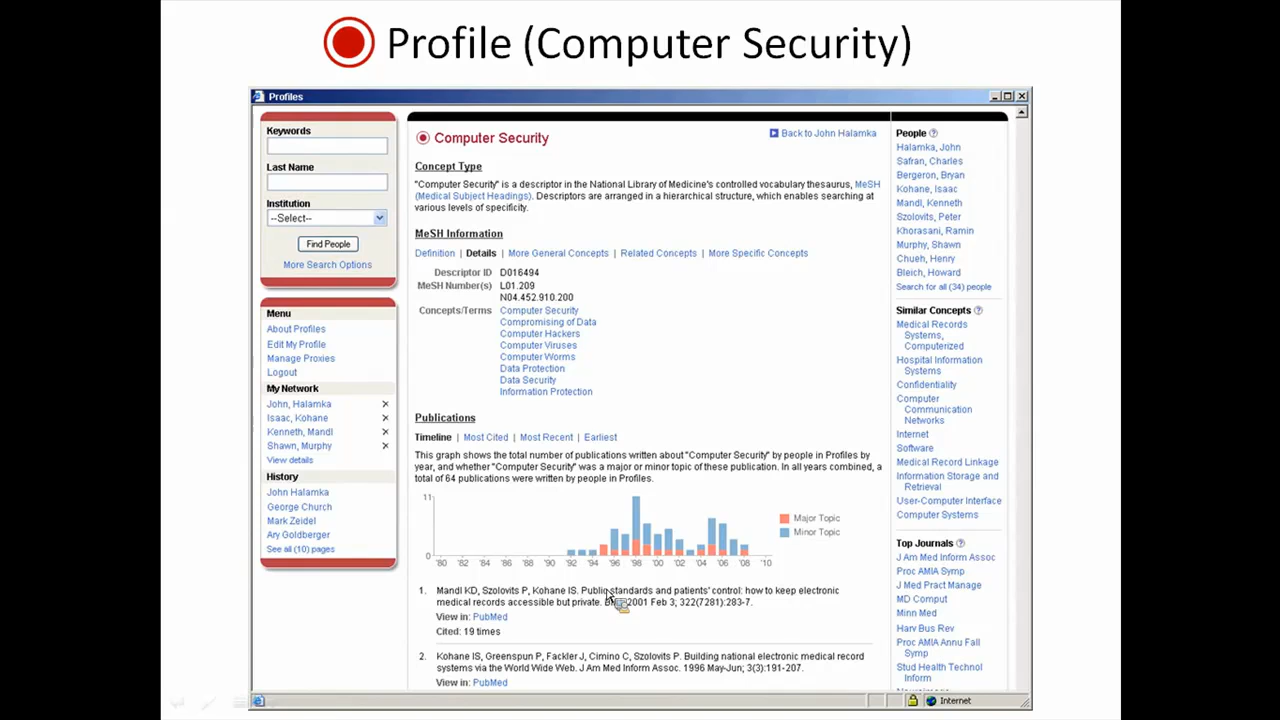 Profile (Computer Security)
Profiles
Keywords
Last Name
Institution
--Select--
Find People
More Search Options
Menu
About Profiles
Edit My Profile
Manage Proxies
Logout
My Network
John, Halamka
Isaac, Kohane
Kenneth, Mandl
Shawn, Murphy
View details
History
John Halamka
George Church
Mark Zeidel
Ary Goldberger
See all (10) pages
Computer Security
Back to John Halamka
Concept Type
"Computer Security" is a descriptor in the National Library of Medicine's controlled vocabulary thesaurus, MeSH
(Medical Subject Headings). Descriptors are arranged in a hierarchical structure, which enables searching at
various levels of specificity.
MeSH Information
Definition | Details | More General Concepts | Related Concepts | More Specific Concepts
Descriptor ID D016494
MeSH Number(s) L01.209
N04.452.910.200
Concepts/Terms Computer Security
Compromising of Data
Computer Hackers
Computer Viruses
Computer Worms
Data Protection
Data Security
Information Protection
Publications
Timeline | Most Cited | Most Recent | Earliest
This graph shows the total number of publications written about "Computer Security" by people in Profiles by
year, and whether "Computer Security" was a major or minor topic of these publication. In all years combined, a
total of 64 publications were written by people in Profiles.
11
0
'80 '82 '84 '86 '88 '90 '92 '94 '96 '98 '00 '02 '04 '06 '08 '10
Major Topic
Minor Topic
1. Mandl KD, Szolovits P, Kohane IS. Public standards and patients' control: how to keep electronic
medical records accessible but private. 2001 Feb 3; 322(7281):283-7.
View in: PubMed
Cited: 19 times
2. Kohane IS, Greenspun P, Fackler J, Cimino C, Szolovits P. Building national electronic medical record
systems via the World Wide Web. J Am Med Inform Assoc. 1996 May-Jun; 3(3):191-207.
View in: PubMed
People ?
Halamka, John
Safran, Charles
Bergeron, Bryan
Kohane, Isaac
Mandl, Kenneth
Szolovits, Peter
Khorasani, Ramin
Murphy, Shawn
Chueh, Henry
Bleich, Howard
Search for all (34) people
Similar Concepts ?
Medical Records
Systems,
Computerized
Hospital Information
Systems
Confidentiality
Computer
Communication
Networks
Internet
Software
Medical Record Linkage
Information Storage and
Retrieval
User-Computer Interface
Computer Systems
Top Journals ?
J Am Med Inform Assoc
Proc AMIA Symp
J Med Pract Manage
MD Comput
Minn Med
Harv Bus Rev
Proc AMIA Annu Fall
Symp
Stud Health Technol
Inform
Internet